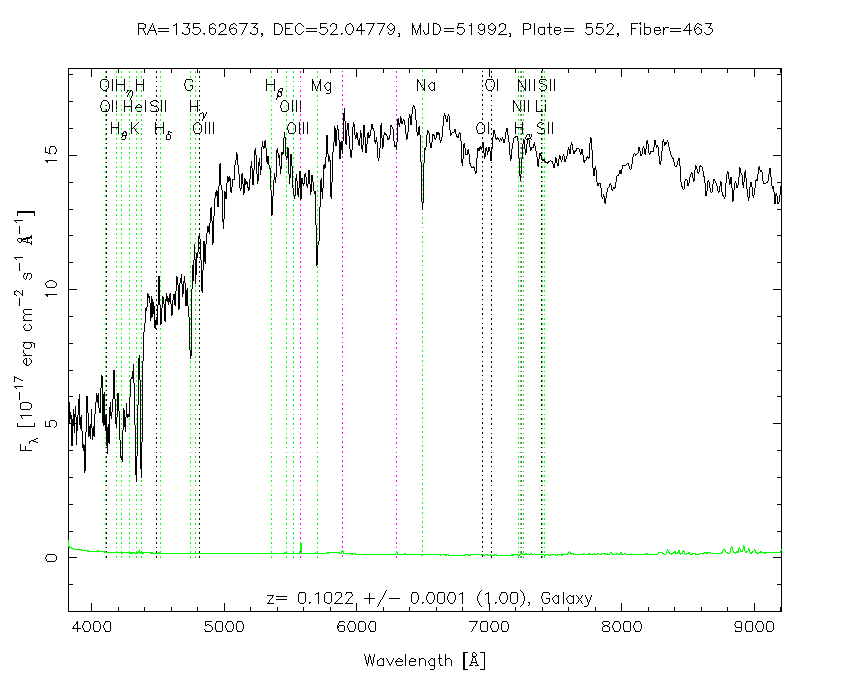 RA=135.62673, DEC=52.04779, MJD=51992, Plate= 552, Fiber=463
OII Hη H G Hβ Mg Na OI NII SII
OII HeI SII Hγ OIII NII Li
Hθ K Hδ OIII OIII OI Hα SII
15
10
5
0
Fλ [10−17 erg cm−2 s−1 Å−1]
z= 0.1022 +/− 0.0001 (1.00), Galaxy
4000 5000 6000 7000 8000 9000
Wavelength [Å]